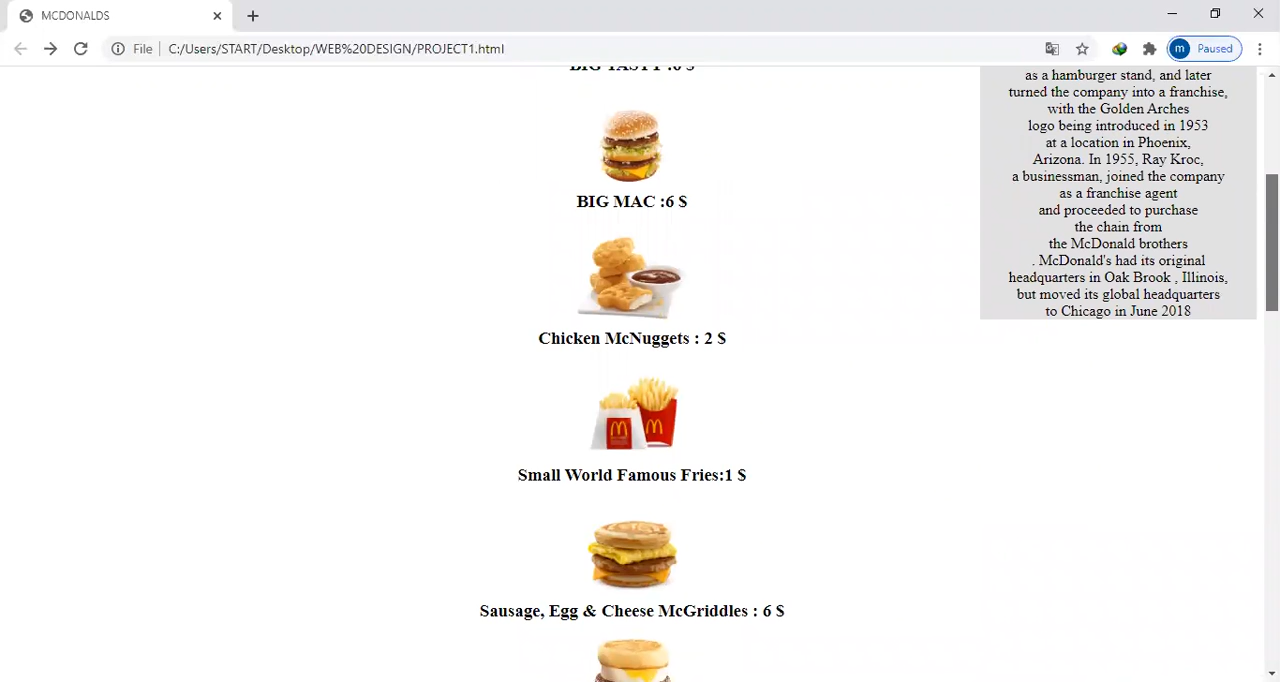 MCDONALDS
File
C:/Users/START/Desktop/WEB%20DESIGN/PROJECT1.html
m Paused
BIG TASTY :6 $
BIG MAC :6 $
Chicken McNuggets : 2 $
Small World Famous Fries:1 $
Sausage, Egg & Cheese McGriddles : 6 $
as a hamburger stand, and later
turned the company into a franchise,
with the Golden Arches
logo being introduced in 1953
at a location in Phoenix,
Arizona. In 1955, Ray Kroc,
a businessman, joined the company
as a franchise agent
and proceeded to purchase
the chain from
the McDonald brothers
. McDonald's had its original
headquarters in Oak Brook , Illinois,
but moved its global headquarters
to Chicago in June 2018